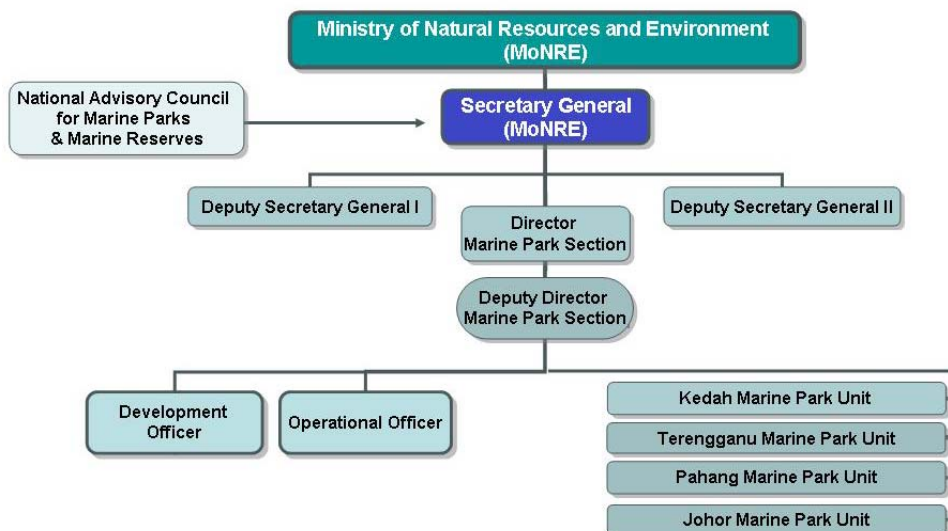 Ministry of Natural Resources and Environment
(MoNRE)
National Advisory Council
for Marine Parks
& Marine Reserves
Secretary General
(MoNRE)
Deputy Secretary General I
Deputy Secretary General II
Director
Marine Park Section
Deputy Director
Marine Park Section
Development
Officer
Operational Officer
Kedah Marine Park Unit
Terengganu Marine Park Unit
Pahang Marine Park Unit
Johor Marine Park Unit